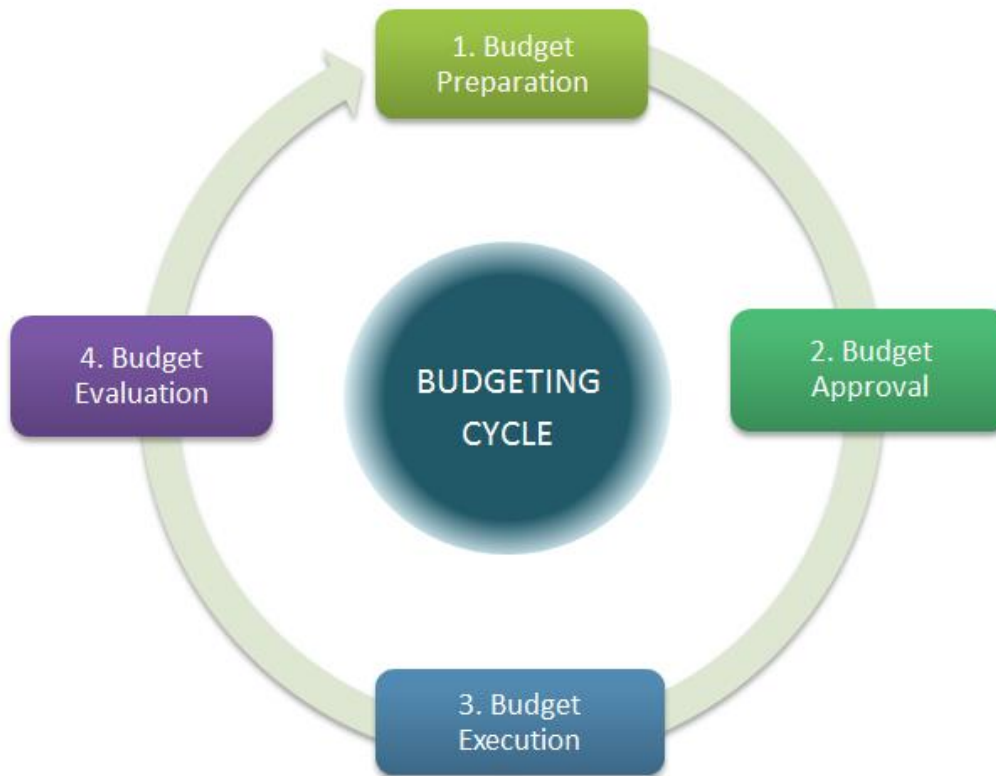 1. Budget
Preparation
2. Budget
Approval
3. Budget
Execution
4. Budget
Evaluation
BUDGETING
CYCLE